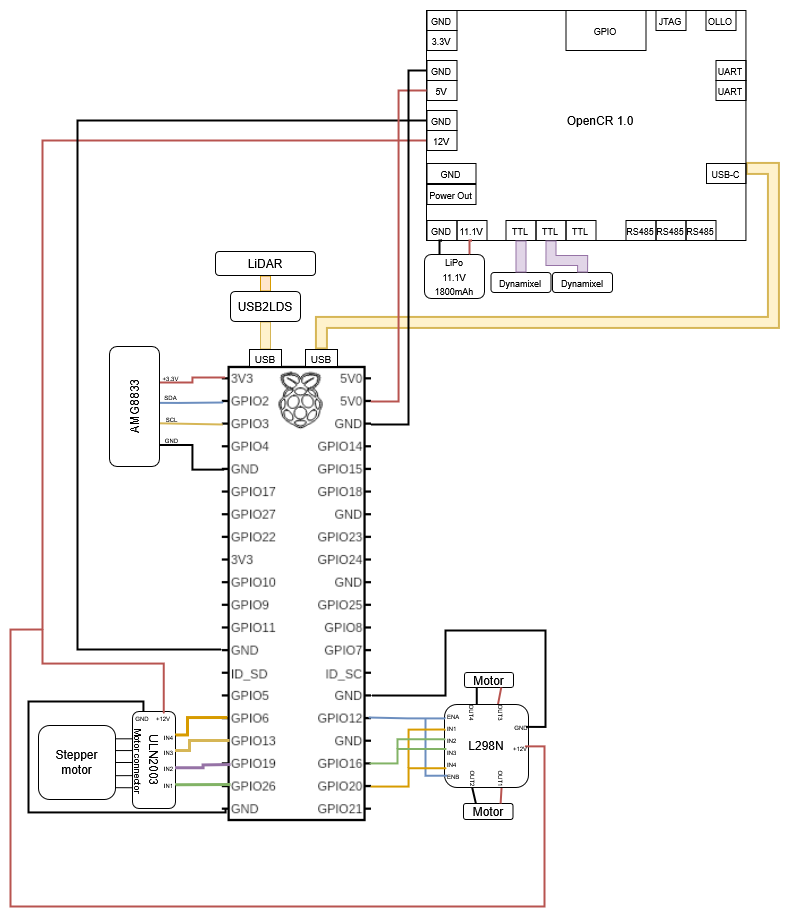 GND
3.3V
GPIO
JTAG
OLLO
GND
5V
UART
UART
GND
12V
OpenCR 1.0
GND
Power Out
USB-C
GND
11.1V
TTL
TTL
TTL
RS485
RS485
RS485
LiPo
11.1V
1800mAh
Dynamixel
Dynamixel
LiDAR
USB2LDS
USB
USB
AMG8833
+3.3V
SDA
SCL
GND
3V3
GPIO2
GPIO3
GPIO4
GND
GPIO17
GPIO27
GPIO22
3V3
GPIO10
GPIO9
GPIO11
GND
ID_SD
GPIO5
GPIO6
GPIO13
GPIO19
GPIO26
GND
5V0
5V0
GND
GPIO14
GPIO15
GPIO18
GND
GPIO23
GPIO24
GND
GPIO25
GPIO8
GPIO7
ID_SC
GND
GPIO12
GND
GPIO16
GPIO20
GPIO21
Stepper
motor
GND
+12V
Motor connector
ULN2003
IN4
IN3
IN2
IN1
Motor
OUT4
OUT3
ENA
IN1
IN2
IN3
IN4
ENB
L298N
GND
+12V
OUT2
OUT1
Motor